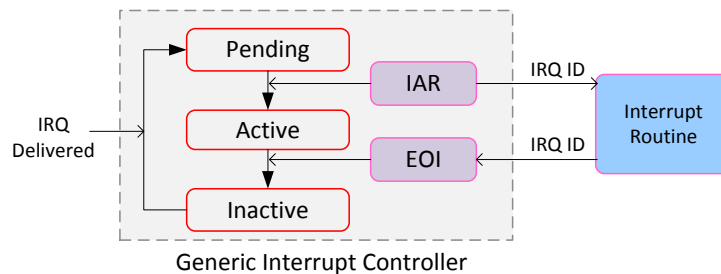 Pending
IAR
IRQ ID
IRQ
Delivered
Active
Interrupt
Routine
EOI
IRQ ID
Inactive
Generic Interrupt Controller